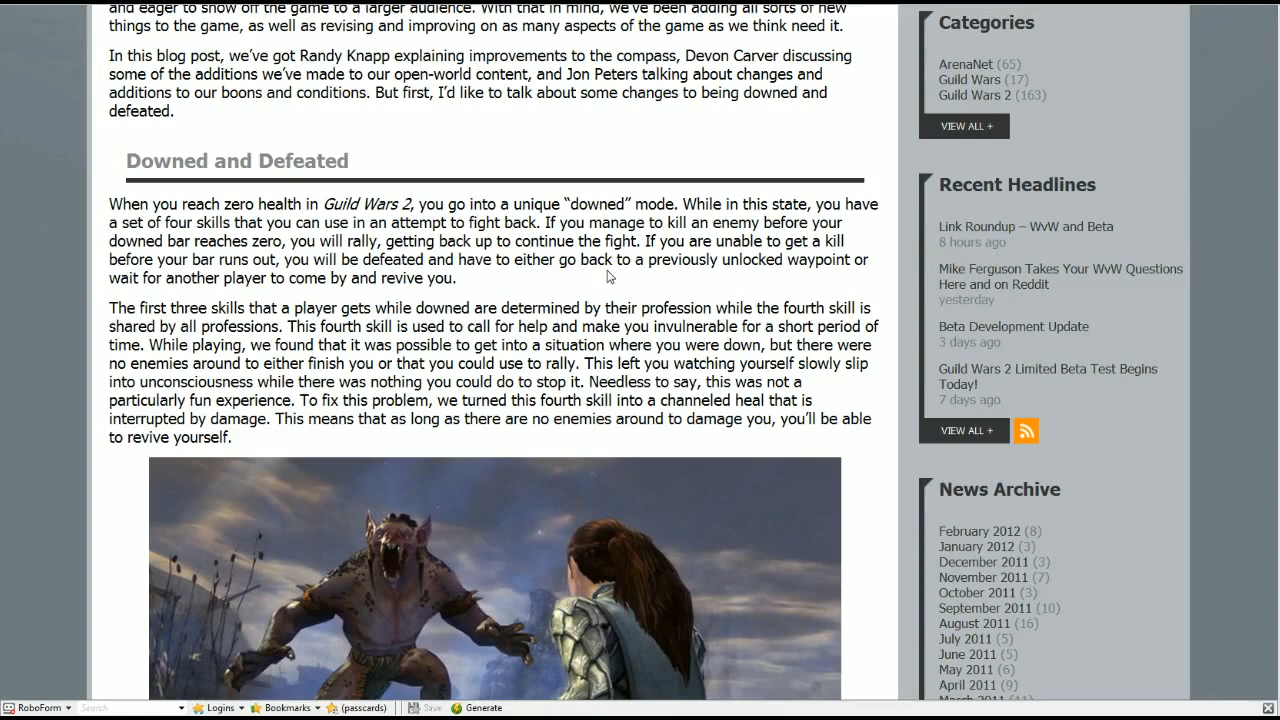 and eager to show off the game to a larger audience. With that in mind, we've been adding all sorts of new
things to the game, as well as revising and improving on as many aspects of the game as we think need it.
In this blog post, we've got Randy Knapp explaining improvements to the compass, Devon Carver discussing
some of the additions we've made to our open-world content, and Jon Peters talking about changes and
additions to our boons and conditions. But first, I'd like to talk about some changes to being downed and
defeated.
Downed and Defeated
When you reach zero health in Guild Wars 2, you go into a unique “downed” mode. While in this state, you have
a set of four skills that you can use in an attempt to fight back. If you manage to kill an enemy before your
downed bar reaches zero, you will rally, getting back up to continue the fight. If you are unable to get a kill
before your bar runs out, you will be defeated and have to either go back to a previously unlocked waypoint or
wait for another player to come by and revive you.
The first three skills that a player gets while downed are determined by their profession while the fourth skill is
shared by all professions. This fourth skill is used to call for help and make you invulnerable for a short period of
time. While playing, we found that it was possible to get into a situation where you were down, but there were
no enemies around to either finish you or that you could use to rally. This left you watching yourself slowly slip
into unconsciousness while there was nothing you could do to stop it. Needless to say, this was not a
particularly fun experience. To fix this problem, we turned this fourth skill into a channeled heal that is
interrupted by damage. This means that as long as there are no enemies around to damage you, you'll be able
to revive yourself.
Categories
ArenaNet (65)
Guild Wars (17)
Guild Wars 2 (163)
VIEW ALL +
Recent Headlines
Link Roundup – WvW and Beta
8 hours ago
Mike Ferguson Takes Your WvW Questions
Here and on Reddit
yesterday
Beta Development Update
3 days ago
Guild Wars 2 Limited Beta Test Begins
Today!
7 days ago
VIEW ALL +
News Archive
February 2012 (8)
January 2012 (3)
December 2011 (3)
November 2011 (7)
October 2011 (3)
September 2011 (10)
August 2011 (16)
July 2011 (5)
June 2011 (5)
May 2011 (6)
April 2011 (9)
March 2011 (11)
RoboForm Search Logins Bookmarks (passcards) Save Generate